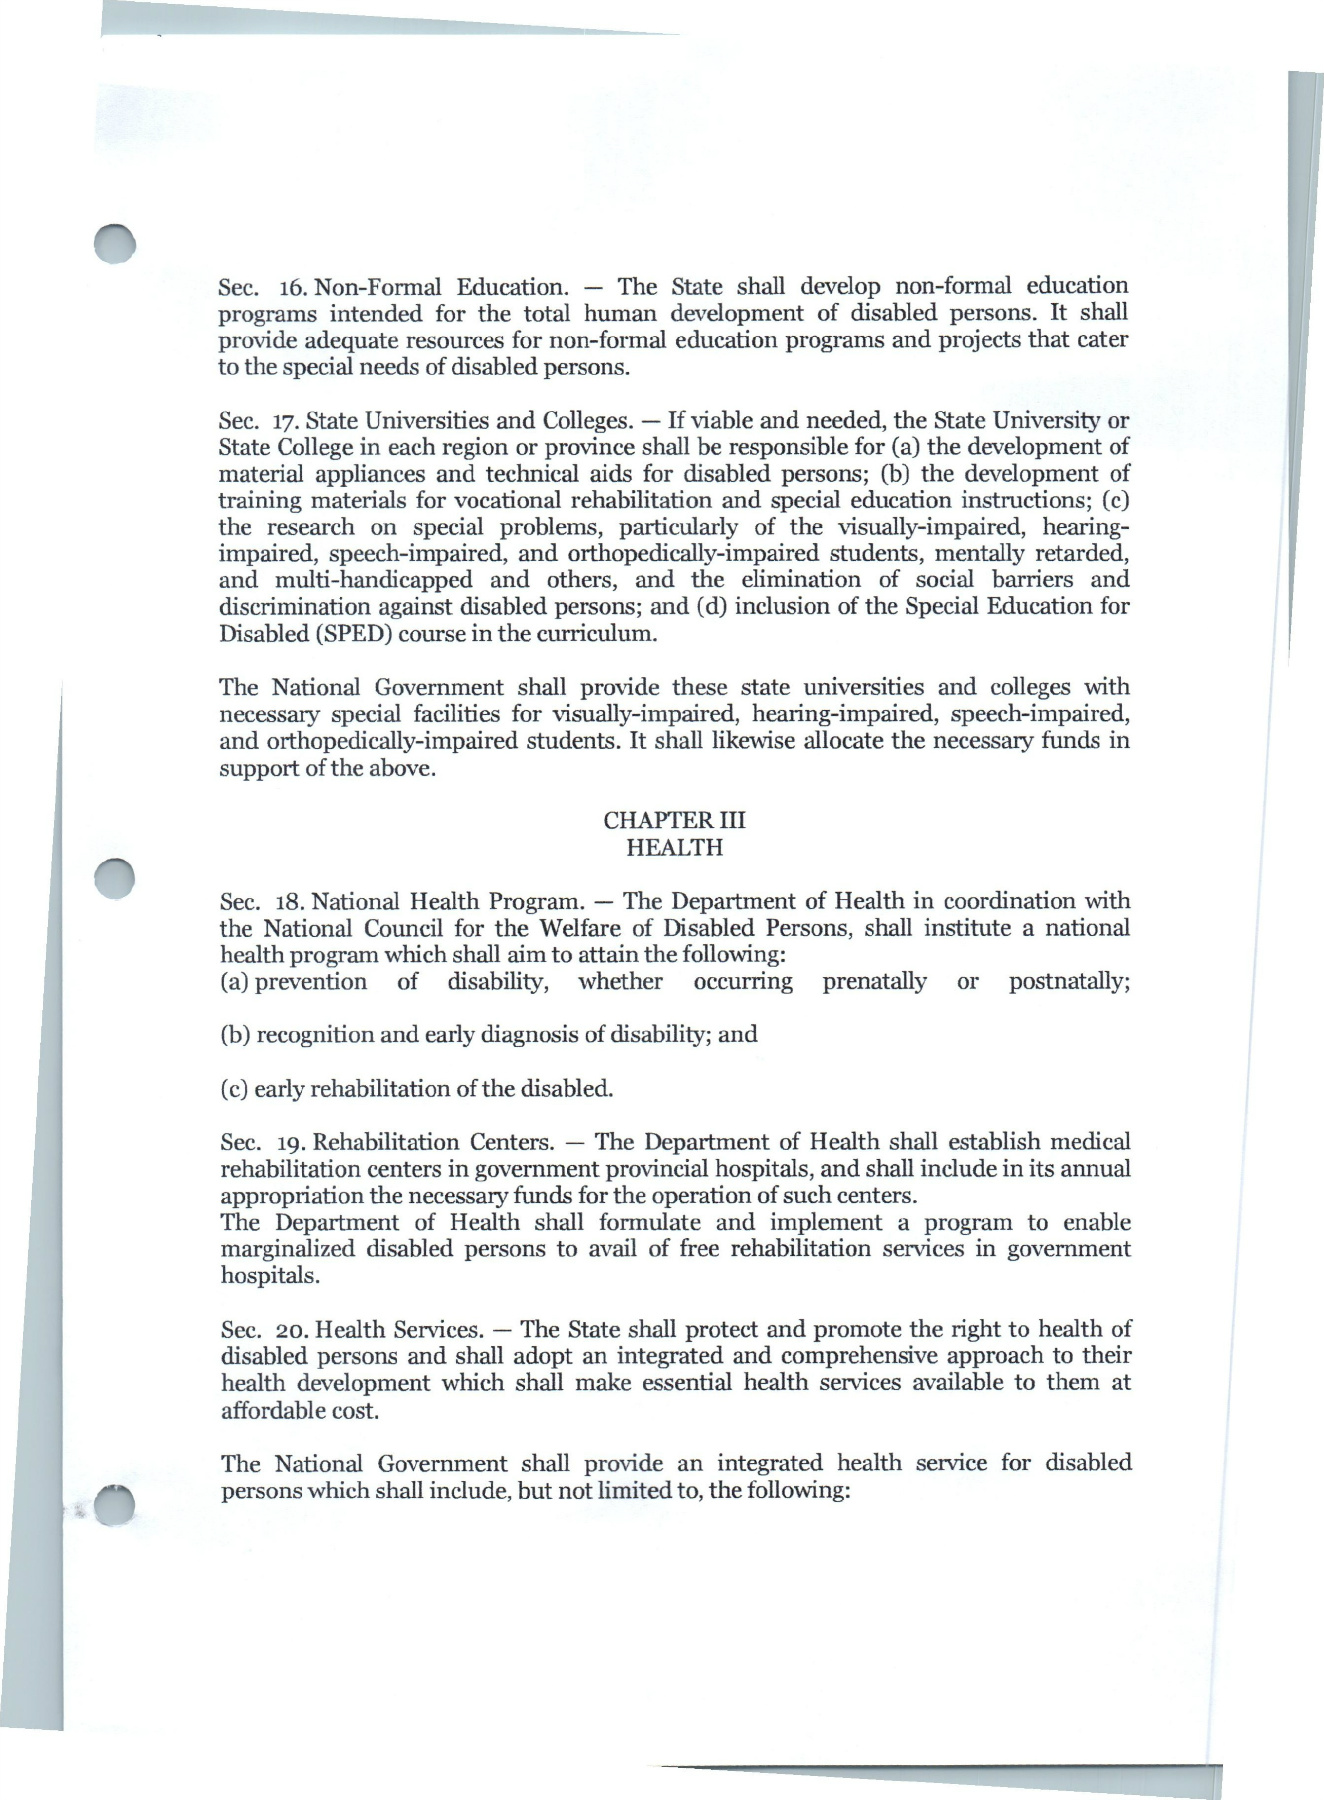 Sec. 16. Non-Formal Education. — The State shall develop non-formal education
programs intended for the total human development of disabled persons. It shall
provide adequate resources for non-formal education programs and projects that cater
to the special needs of disabled persons.
Sec. 17. State Universities and Colleges. — If viable and needed, the State University or
State College in each region or province shall be responsible for (a) the development of
material appliances and technical aids for disabled persons; (b) the development of
training materials for vocational rehabilitation and special education instructions; (c)
the research on special problems, particularly of the visually-impaired, hearing-
impaired, speech-impaired, and orthopedically-impaired students, mentally retarded,
and multi-handicapped and others, and the elimination of social barriers and
discrimination against disabled persons; and (d) inclusion of the Special Education for
Disabled (SPED) course in the curriculum.
The National Government shall provide these state universities and colleges with
necessary special facilities for visually-impaired, hearing-impaired, speech-impaired,
and orthopedically-impaired students. It shall likewise allocate the necessary funds in
support of the above.
CHAPTER III
HEALTH
Sec. 18. National Health Program. — The Department of Health in coordination with
the National Council for the Welfare of Disabled Persons, shall institute a national
health program which shall aim to attain the following:
(a) prevention of disability, whether occurring prenatally or postnatally;
(b) recognition and early diagnosis of disability; and
(c) early rehabilitation of the disabled.
Sec. 19. Rehabilitation Centers. — The Department of Health shall establish medical
rehabilitation centers in government provincial hospitals, and shall include in its annual
appropriation the necessary funds for the operation of such centers.
The Department of Health shall formulate and implement a program to enable
marginalized disabled persons to avail of free rehabilitation services in government
hospitals.
Sec. 20. Health Services. — The State shall protect and promote the right to health of
disabled persons and shall adopt an integrated and comprehensive approach to their
health development which shall make essential health services available to them at
affordable cost.
The National Government shall provide an integrated health service for disabled
persons which shall include, but not limited to, the following: